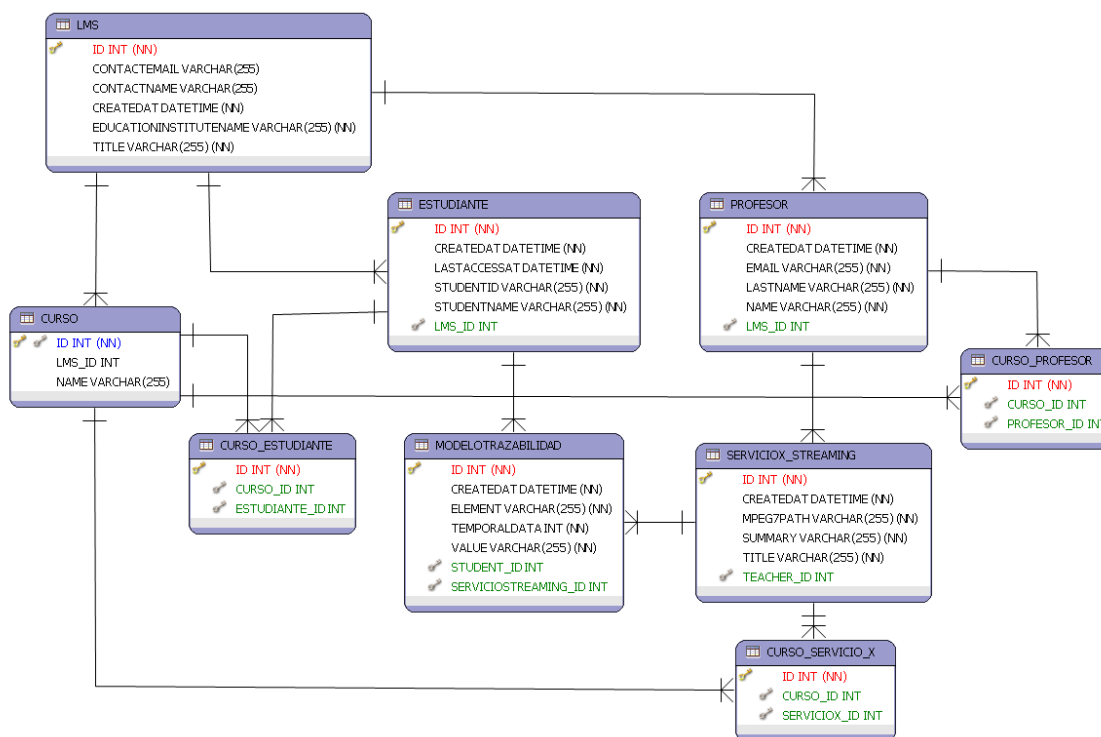 LMS
ID INT (NN)
CONTACTEMAIL VARCHAR(255)
CONTACTNAME VARCHAR(255)
CREATEDAT DATETIME (NN)
EDUCATIONINSTITUTENAME VARCHAR(255) (NN)
TITLE VARCHAR(255) (NN)
ESTUDIANTE
ID INT (NN)
CREATEDAT DATETIME (NN)
LASTACCESSAT DATETIME (NN)
STUDENTID VARCHAR(255) (NN)
STUDENTNAME VARCHAR(255) (NN)
LMS_ID INT
PROFESOR
ID INT (NN)
CREATEDAT DATETIME (NN)
EMAIL VARCHAR(255) (NN)
LASTNAME VARCHAR(255) (NN)
NAME VARCHAR(255) (NN)
LMS_ID INT
CURSO
ID INT (NN)
LMS_ID INT
NAME VARCHAR(255)
CURSO_PROFESOR
ID INT (NN)
CURSO_ID INT
PROFESOR_ID INT
CURSO_ESTUDIANTE
ID INT (NN)
CURSO_ID INT
ESTUDIANTE_ID INT
MODELOTRAZABILIDAD
ID INT (NN)
CREATEDAT DATETIME (NN)
ELEMENT VARCHAR(255) (NN)
TEMPORALDATA INT (NN)
VALUE VARCHAR(255) (NN)
STUDENT_ID INT
SERVICIOSTREAMING_ID INT
SERVICIOX_STREAMING
ID INT (NN)
CREATEDAT DATETIME (NN)
MPEG7PATH VARCHAR(255) (NN)
SUMMARY VARCHAR(255) (NN)
TITLE VARCHAR(255) (NN)
TEACHER_ID INT
CURSO_SERVICIO_X
ID INT (NN)
CURSO_ID INT
SERVICIOX_ID INT